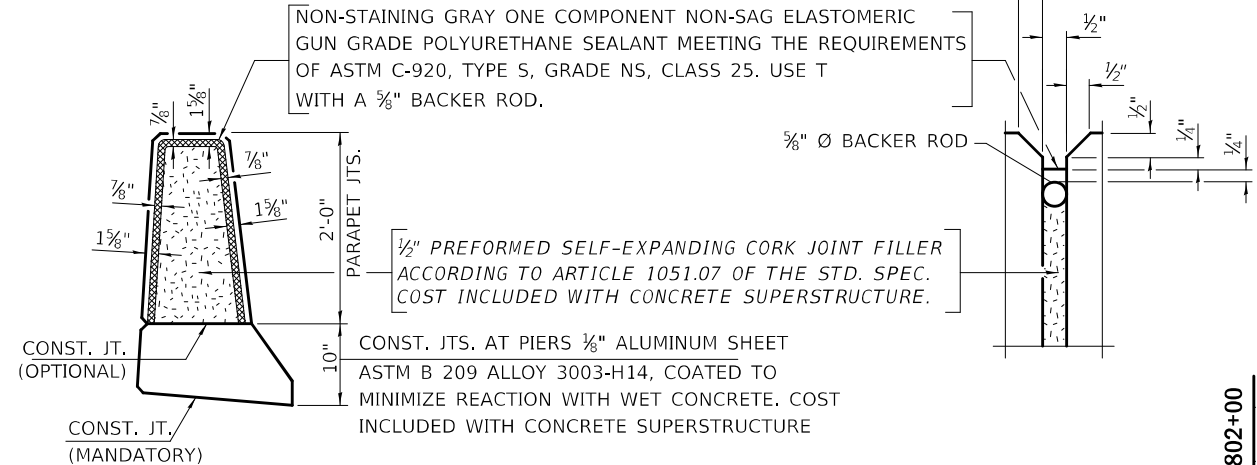 NON-STAINING GRAY ONE COMPONENT NON-SAG ELASTOMERIC
GUN GRADE POLYURETHANE SEALANT MEETING THE REQUIREMENTS
OF ASTM C-920, TYPE S, GRADE NS, CLASS 25. USE T
WITH A ⅝" BACKER ROD.
½"
½"
½"
¼"
¼"
⅝" Ø BACKER ROD
⅞"
1⅝"
⅞"
⅞"
1⅝"
1⅝"
2'-0"
PARAPET JTS.
½" PREFORMED SELF-EXPANDING CORK JOINT FILLER
ACCORDING TO ARTICLE 1051.07 OF THE STD. SPEC.
COST INCLUDED WITH CONCRETE SUPERSTRUCTURE.
CONST. JT.
(OPTIONAL)
10"
CONST. JTS. AT PIERS ⅛" ALUMINUM SHEET
ASTM B 209 ALLOY 3003-H14, COATED TO
MINIMIZE REACTION WITH WET CONCRETE. COST
INCLUDED WITH CONCRETE SUPERSTRUCTURE
CONST. JT.
(MANDATORY)
802+00